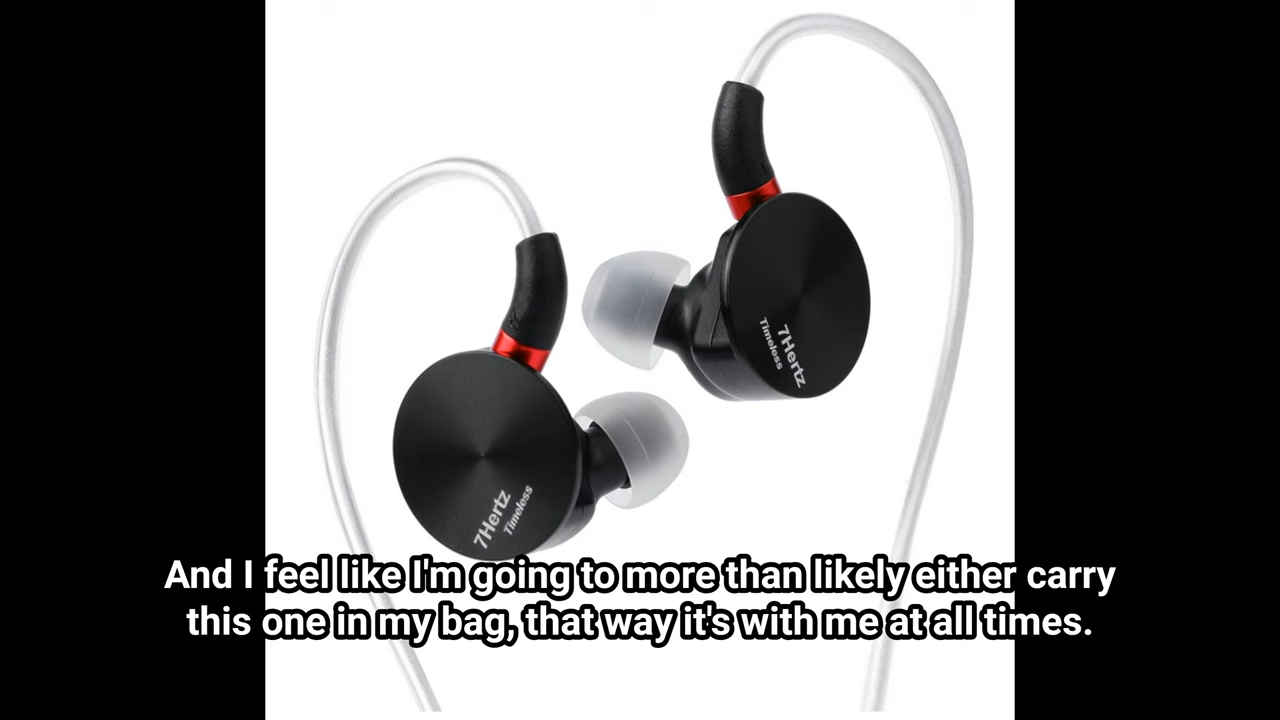 7Hertz
Timeless
7Hertz
Timeless
And I feel like I'm going to more than likely either carry
this one in my bag, that way it's with me at all times.